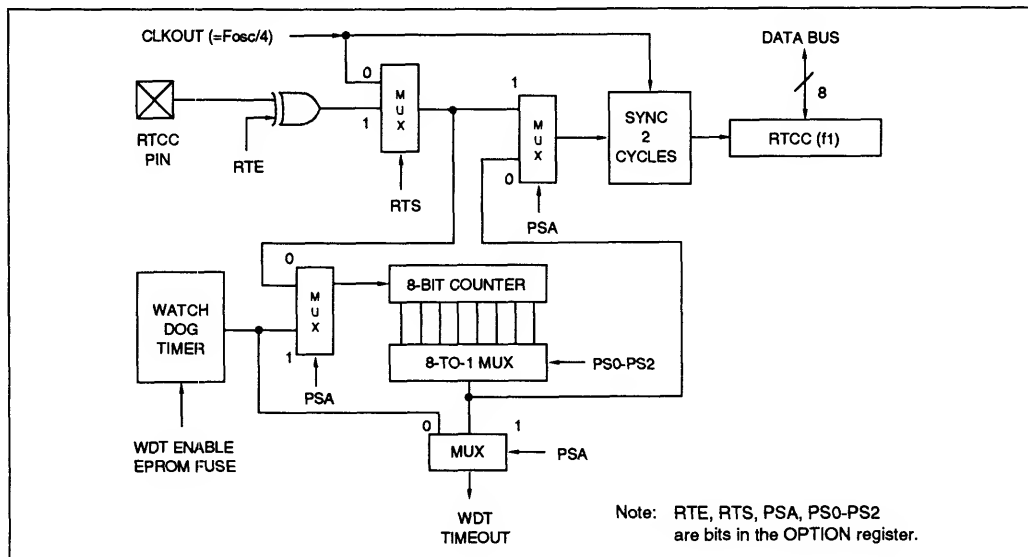 CLKOUT (=Fosc/4)
DATA BUS
8
0
M
U
X
1
RTCC
PIN
RTE
RTS
1
M
U
X
0
PSA
SYNC
2
CYCLES
RTCC (f1)
0
M
U
X
1
PSA
WATCH
DOG
TIMER
WDT ENABLE
EPROM FUSE
8-BIT COUNTER
8-TO-1 MUX
PS0-PS2
0
1
MUX
PSA
WDT
TIMEOUT
Note: RTE, RTS, PSA, PS0-PS2
are bits in the OPTION register.